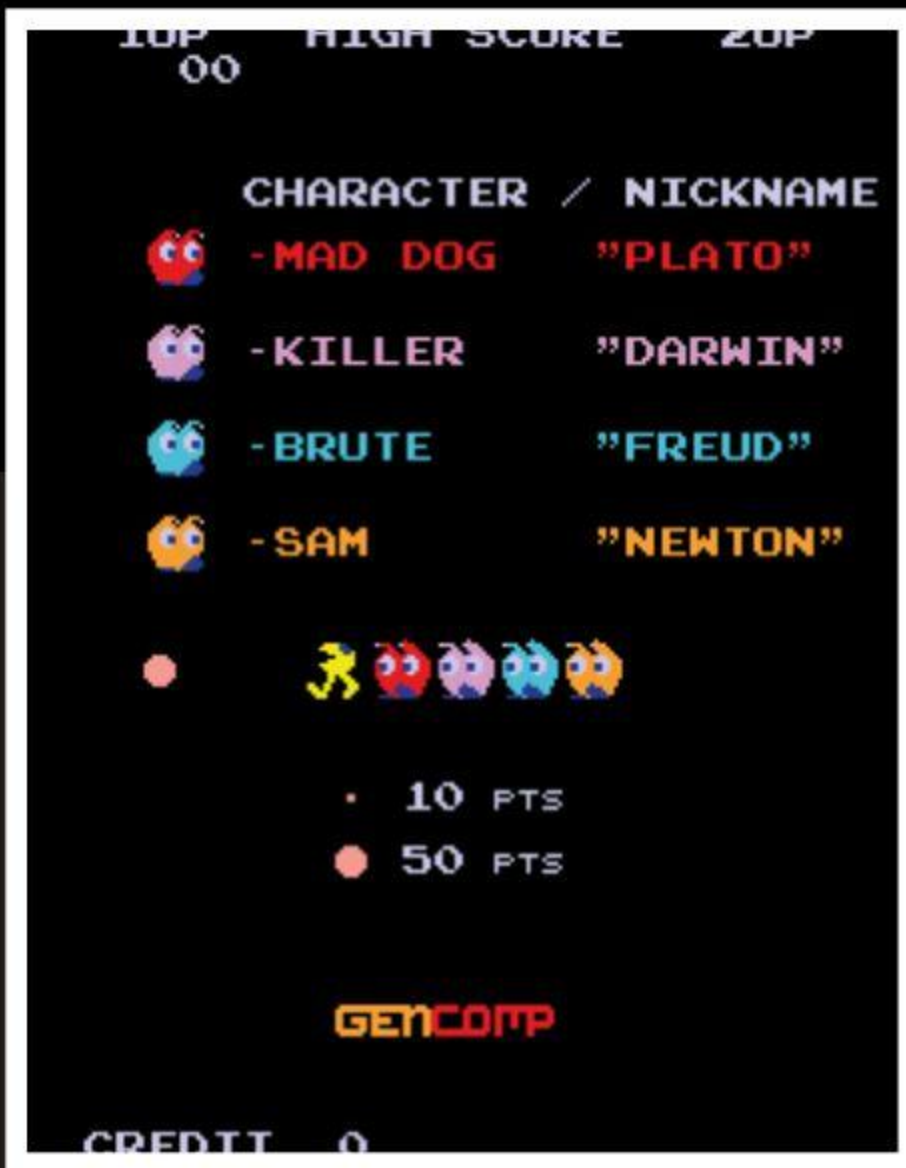 1UP HIGH SCORE 2UP
00
CHARACTER / NICKNAME
-MAD DOG "PLATO"
-KILLER "DARWIN"
-BRUTE "FREUD"
-SAM "NEWTON"
10 PTS
50 PTS
GENCOMP
CREDIT 0